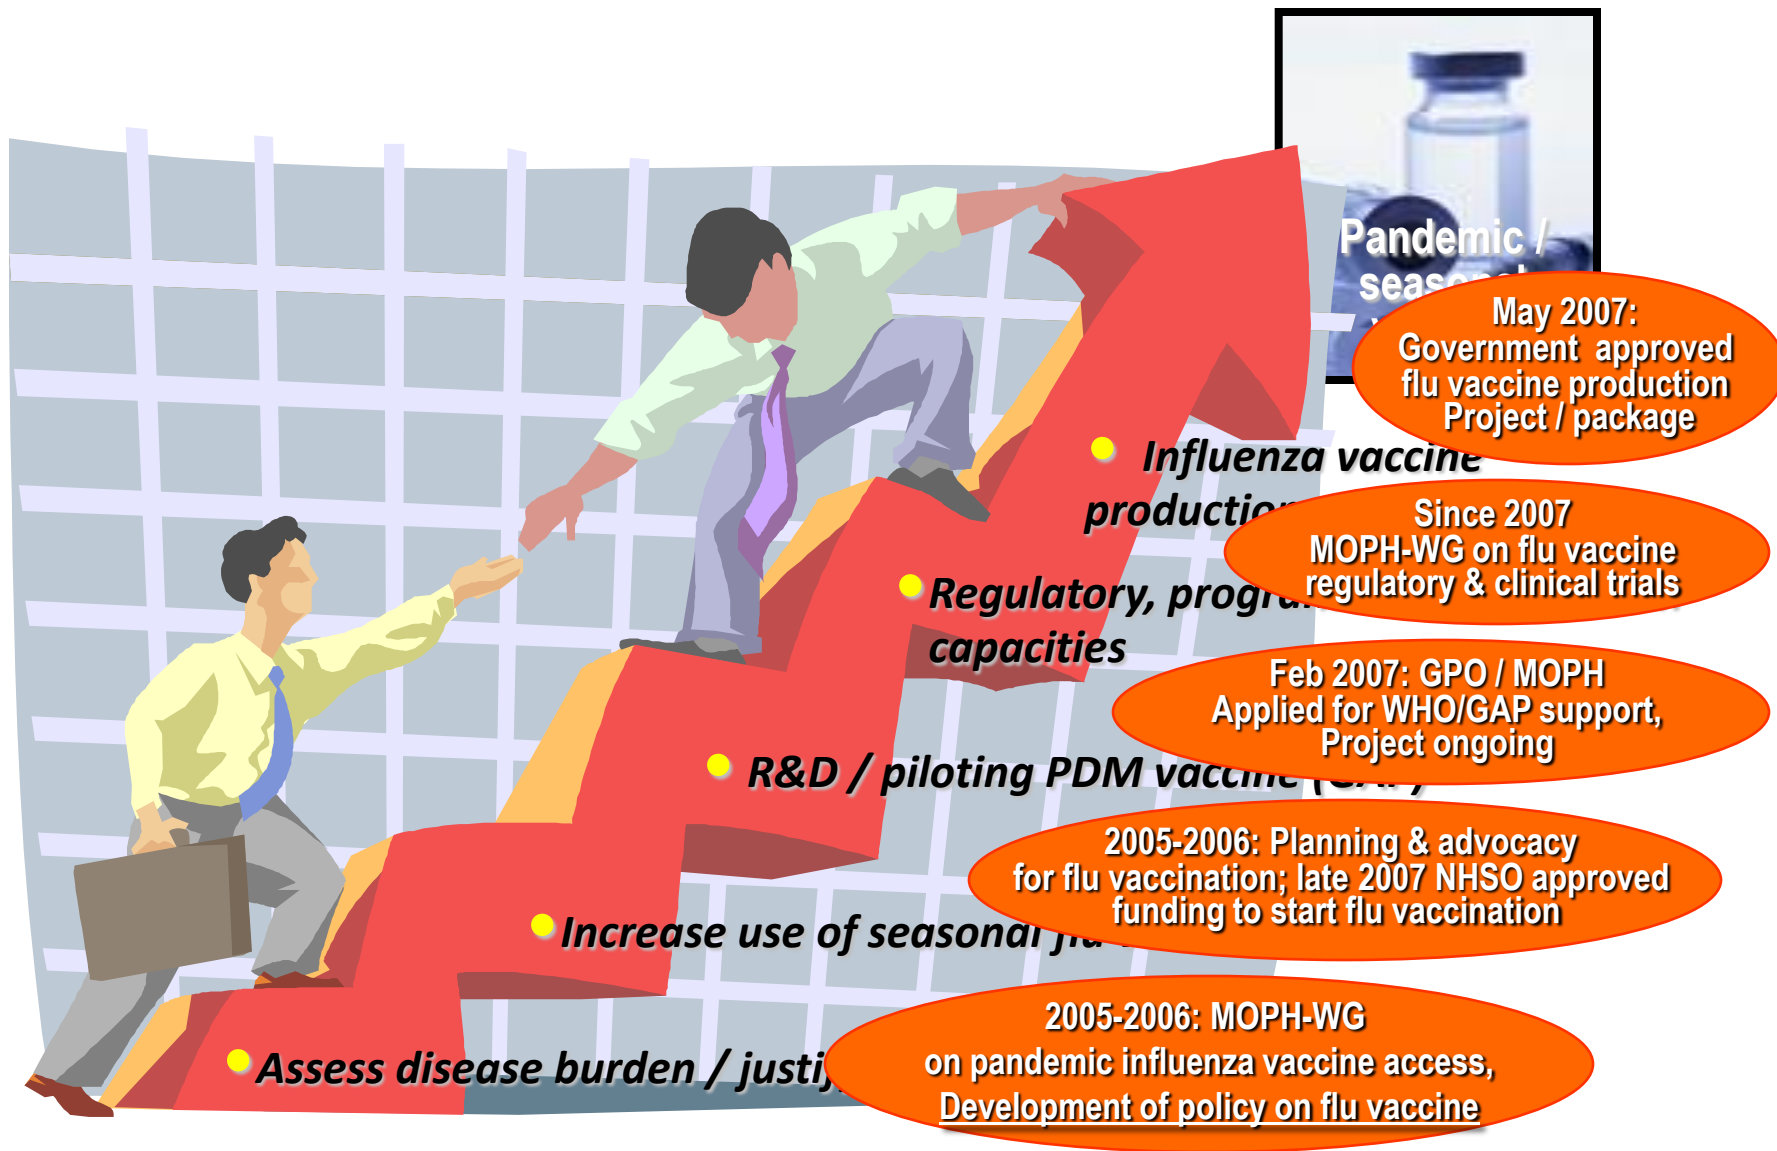 Pandemic /
May 2007:
Government approved
flu vaccine production
Project / package
Influenza vaccine
production
Since 2007
MOPH-WG on flu vaccine
regulatory & clinical trials
Regulatory,
capacities
Feb 2007: GPO / MOPH
Applied for WHO/GAP support,
Project ongoing
R&D / piloting PDM vaccine (GAP)
2005-2006: Planning & advocacy
for flu vaccination; late 2007 NHSO approved
funding to start flu vaccination
Increase use of seasonal flu
2005-2006: MOPH-WG
on pandemic influenza vaccine access,
Development of policy on flu vaccine
Assess disease burden /